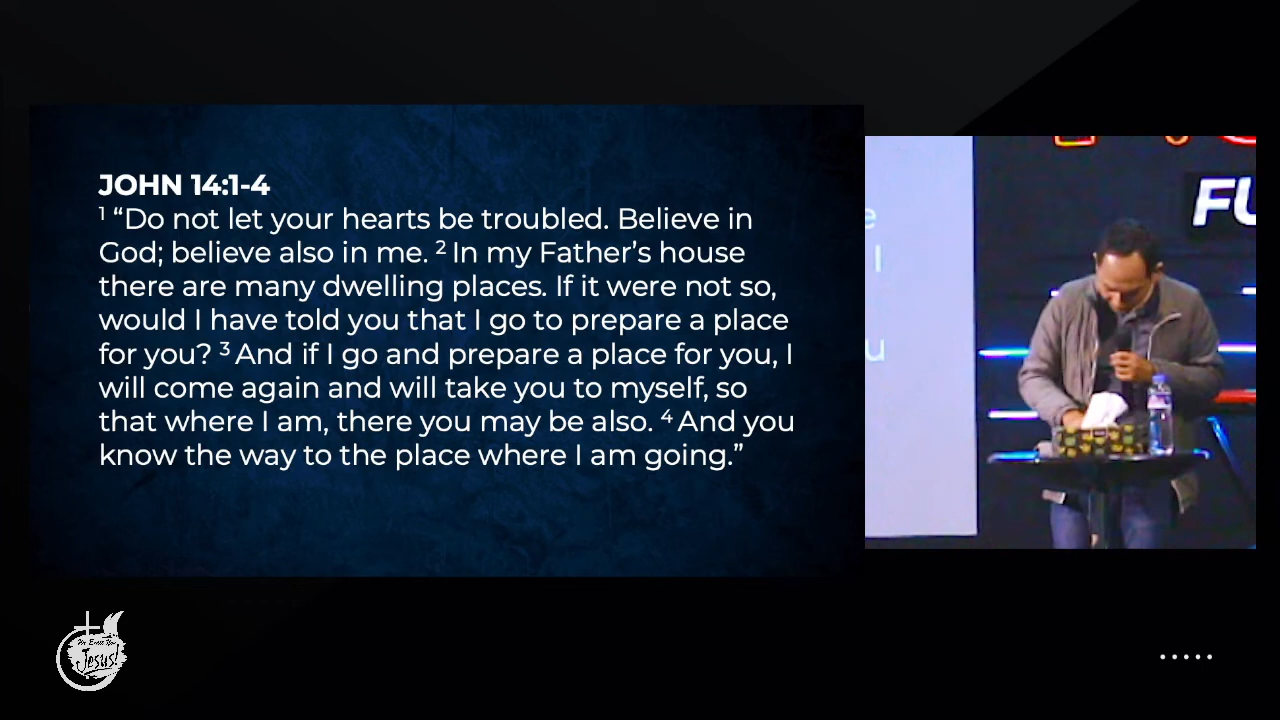 JOHN 14:1-4
¹ “Do not let your hearts be troubled. Believe in
God; believe also in me. ² In my Father’s house
there are many dwelling places. If it were not so,
would I have told you that I go to prepare a place
for you? ³ And if I go and prepare a place for you, I
will come again and will take you to myself, so
that where I am, there you may be also. ⁴ And you
know the way to the place where I am going.”
e
I
u
FU
Jesus!